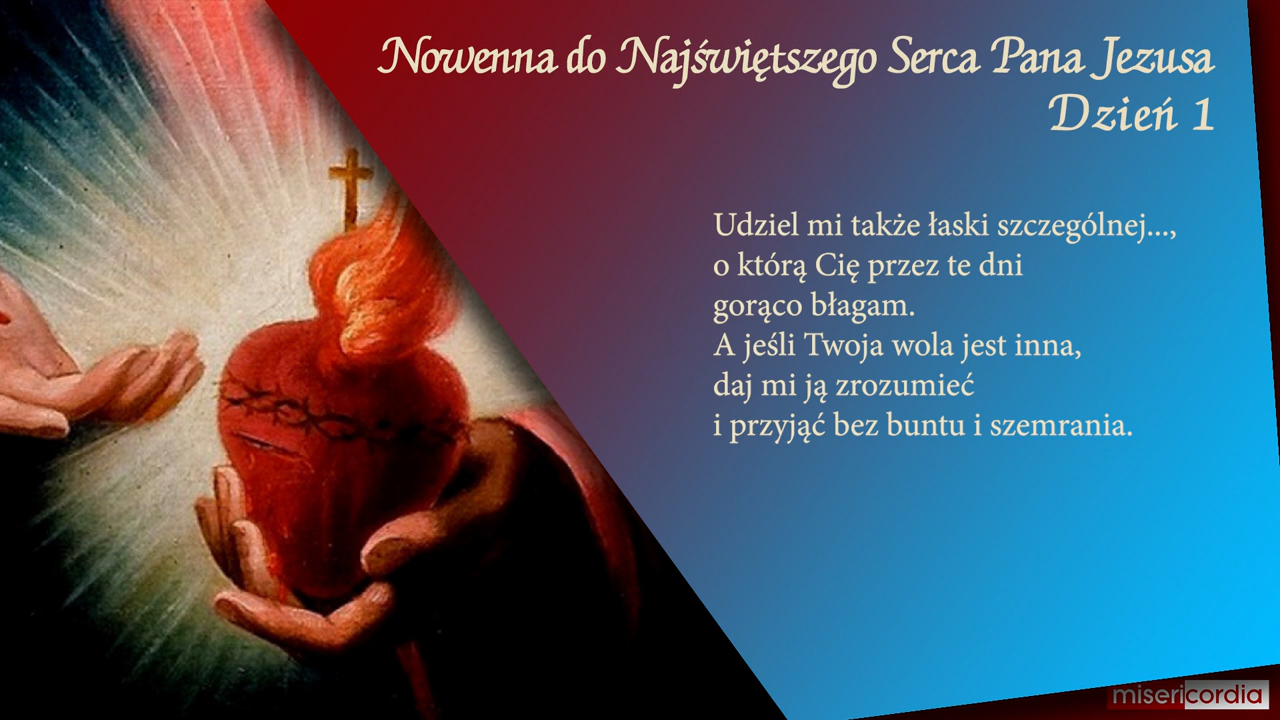 Nowenna do Najświętszego Serca Pana Jezusa
Dzień 1
Udziel mi także łaski szczególnej...,
o którą Cię przez te dni
gorąco błagam.
A jeśli Twoja wola jest inna,
daj mi ją zrozumieć
i przyjąć bez buntu i szemrania.
misericordia